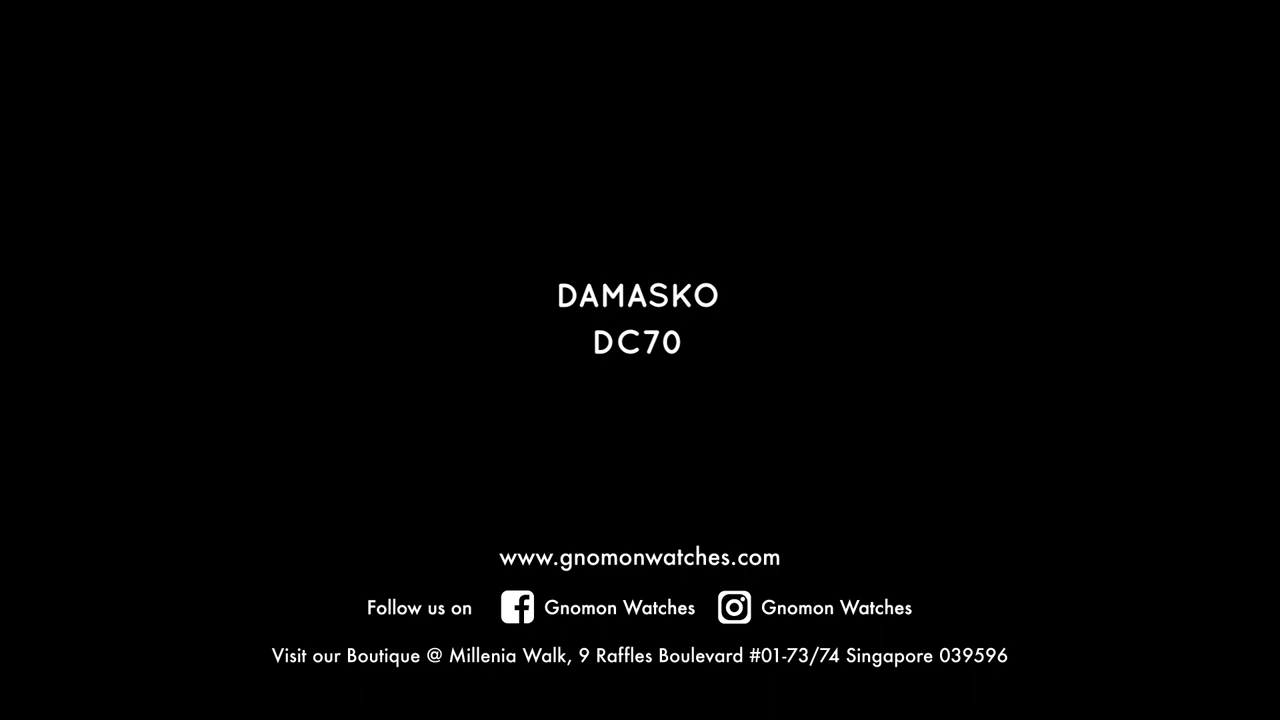 DAMASKO
DC70
www.gnomonwatches.com
Follow us on Gnomon Watches Gnomon Watches
Visit our Boutique @ Millenia Walk, 9 Raffles Boulevard #01-73/74 Singapore 039596